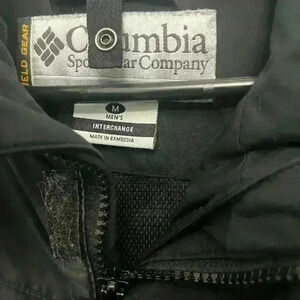 FIELD GEAR
Columbia
Sportswear Company
M
MEN'S
INTERCHANGE
MADE IN CAMBODIA